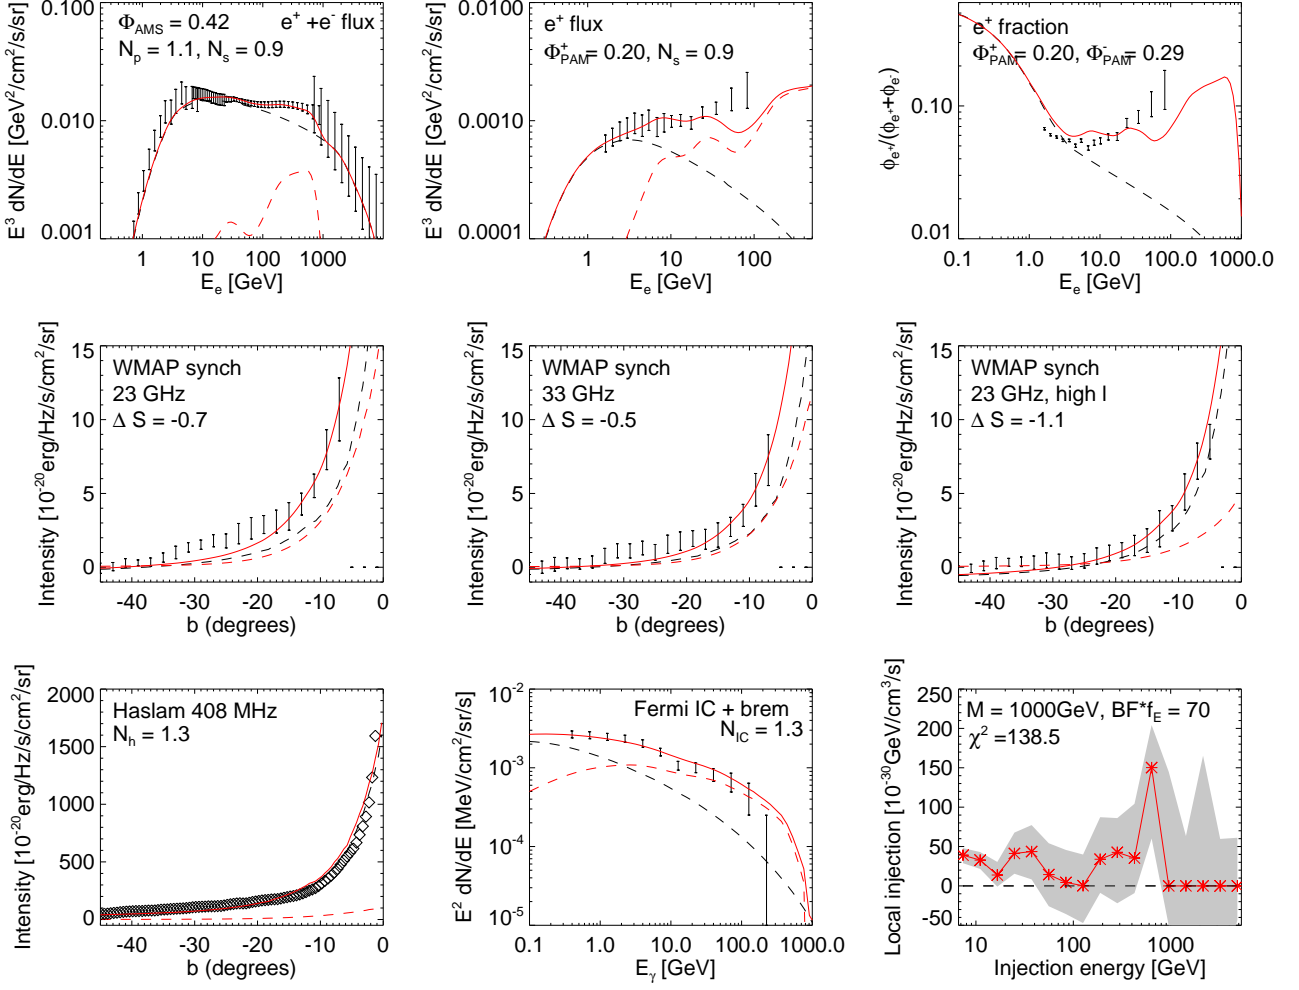 0.100
0.010
0.001
E³ dN/dE [GeV²/cm²/s/sr]
Φ_AMS = 0.42 e⁺ +e⁻ flux
N_p = 1.1, N_s = 0.9
1 10 100 1000
E_e [GeV]
0.0100
0.0010
0.0001
E³ dN/dE [GeV²/cm²/s/sr]
e⁺ flux
Φ⁺_PAM= 0.20, N_s = 0.9
1 10 100
E_e [GeV]
0.10
0.01
ϕ_e⁺/(ϕ_e⁺+ϕ_e⁻)
e⁺ fraction
Φ⁺_PAM= 0.20, Φ⁻_PAM= 0.29
0.1 1.0 10.0 100.0 1000.0
E_e [GeV]
15
10
5
0
Intensity [10⁻²⁰erg/Hz/s/cm²/sr]
WMAP synch
23 GHz
Δ S = -0.7
-40 -30 -20 -10 0
b (degrees)
15
10
5
0
Intensity [10⁻²⁰erg/Hz/s/cm²/sr]
WMAP synch
33 GHz
Δ S = -0.5
-40 -30 -20 -10 0
b (degrees)
15
10
5
0
Intensity [10⁻²⁰erg/Hz/s/cm²/sr]
WMAP synch
23 GHz, high l
Δ S = -1.1
-40 -30 -20 -10 0
b (degrees)
2000
1500
1000
500
0
Intensity [10⁻²⁰erg/Hz/s/cm²/sr]
Haslam 408 MHz
N_h = 1.3
-40 -30 -20 -10 0
b (degrees)
10⁻²
10⁻³
10⁻⁴
10⁻⁵
E² dN/dE [MeV/cm²/sr/s]
Fermi IC + brem
N_IC = 1.3
0.1 1.0 10.0 100.0 1000.0
E_γ [GeV]
250
200
150
100
50
0
-50
Local injection [10⁻³⁰GeV/cm³/s]
M = 1000GeV, BF*f_E = 70
χ² =138.5
10 100 1000
Injection energy [GeV]